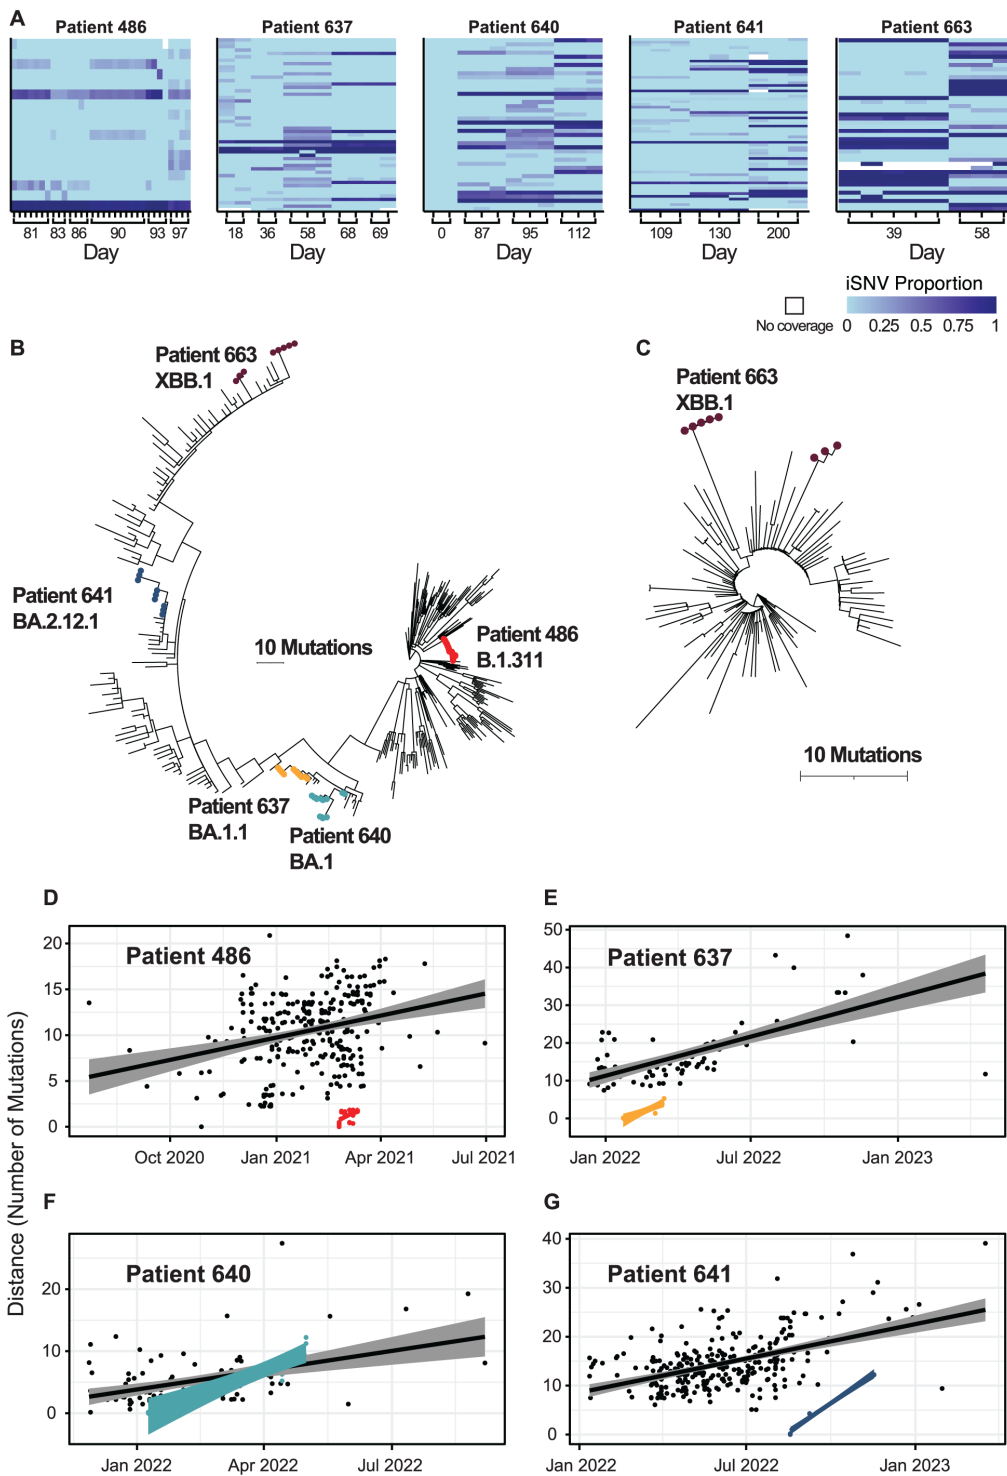 A
Patient 486
Patient 637
Patient 640
Patient 641
Patient 663
81 83 86 90 93 97
18 36 58 68 69
0 87 95 112
109 130 200
39 58
Day
Day
Day
Day
Day
iSNV Proportion
No coverage
0 0.25 0.5 0.75 1
B
Patient 663
XBB.1
Patient 641
BA.2.12.1
10 Mutations
Patient 486
B.1.311
Patient 637
BA.1.1
Patient 640
BA.1
C
Patient 663
XBB.1
10 Mutations
Distance (Number of Mutations)
D
Patient 486
20
15
10
5
0
Oct 2020 Jan 2021 Apr 2021 Jul 2021
E
Patient 637
50
40
30
20
10
0
Jan 2022 Jul 2022 Jan 2023
F
Patient 640
20
10
0
Jan 2022 Apr 2022 Jul 2022
G
Patient 641
40
30
20
10
0
Jan 2022 Jul 2022 Jan 2023